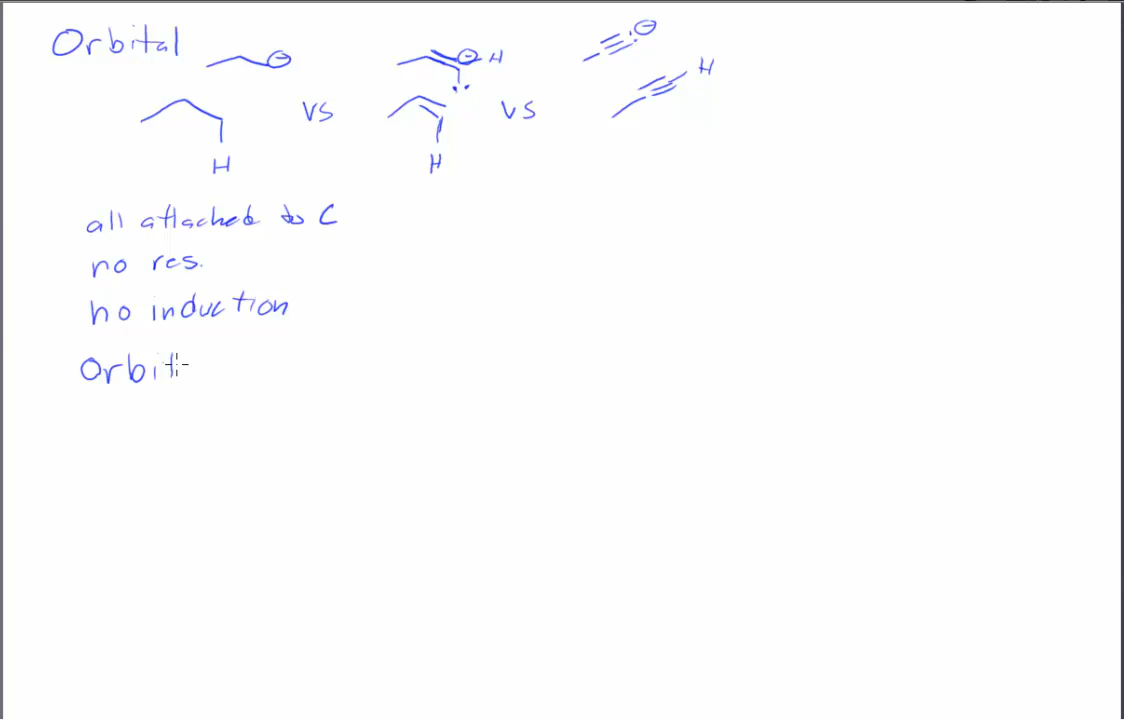 Orbital
⊖ ⊖ H ⊖
VS VS H
H H
all attached to C
no res.
no induction
Orbit